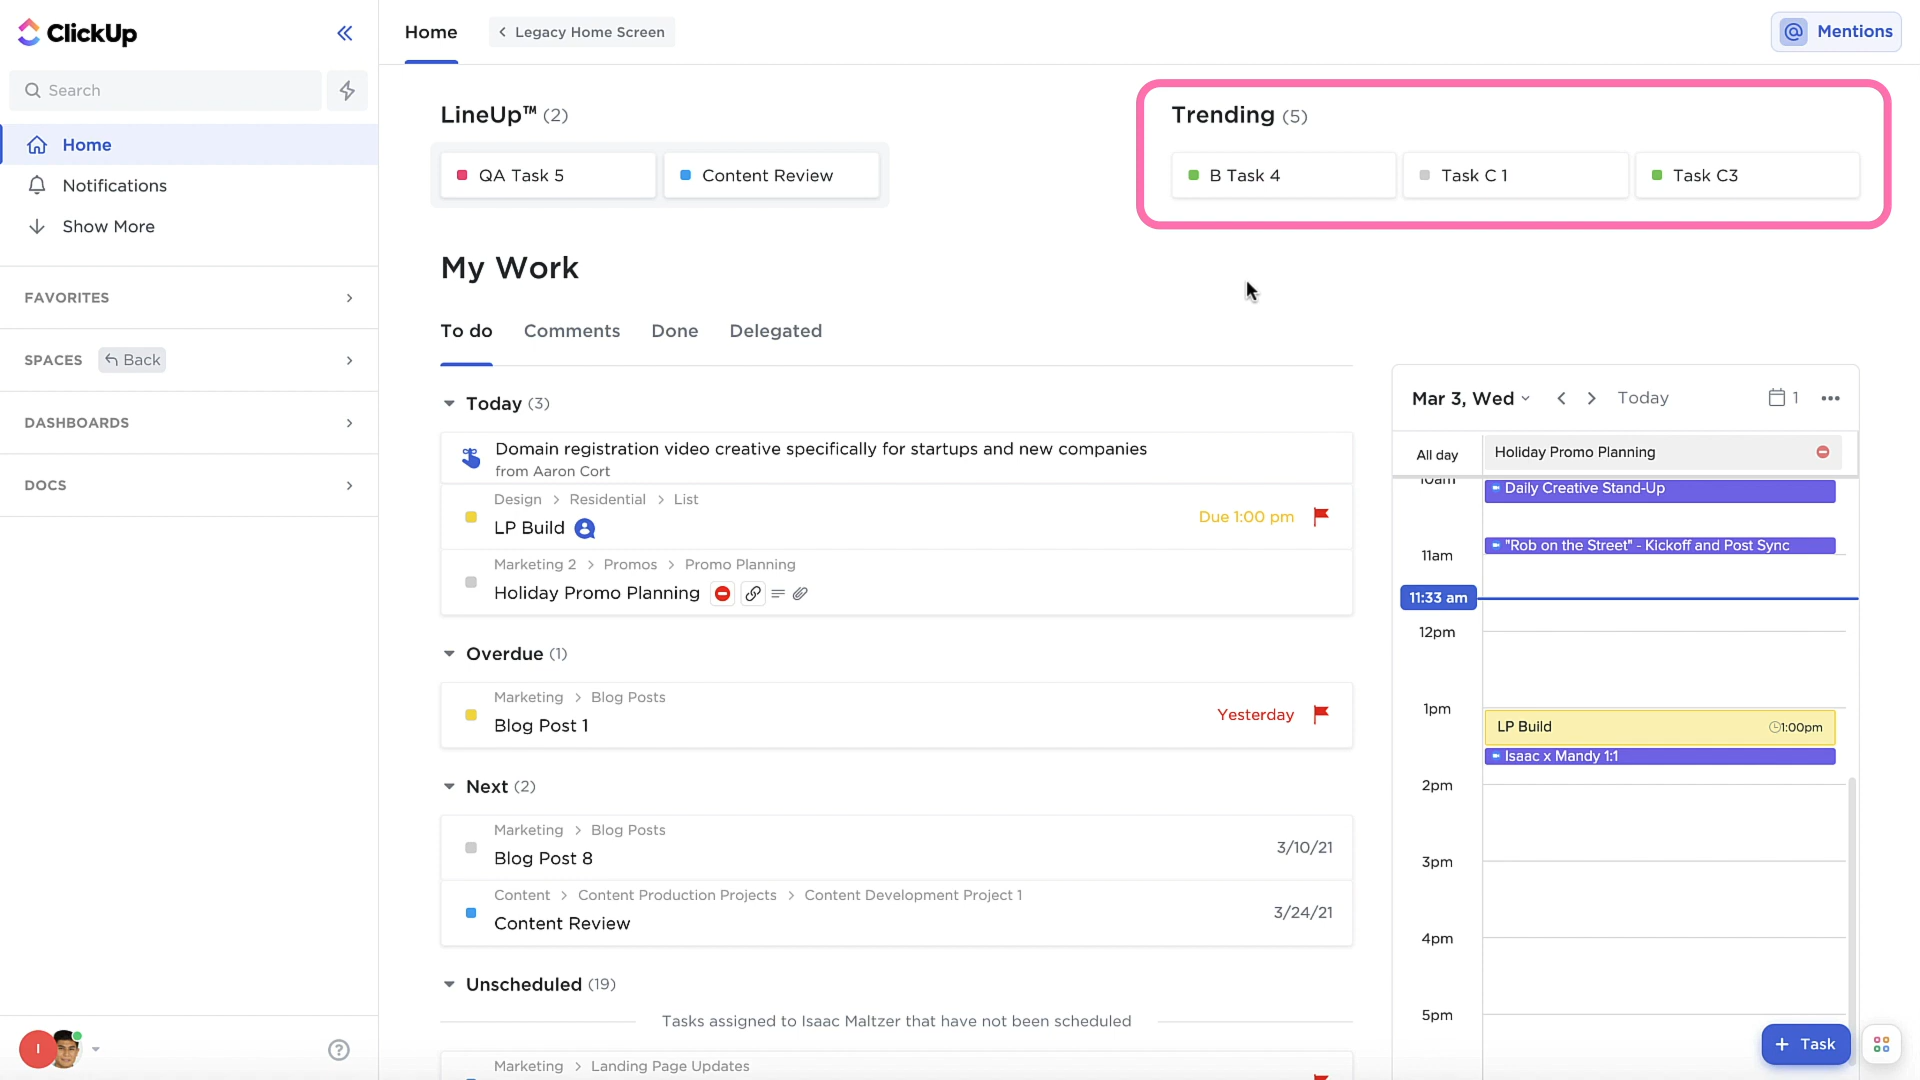 ClickUp
Search
Home
Notifications
Show More
FAVORITES
SPACES
Back
DASHBOARDS
DOCS
I
Home
Legacy Home Screen
@ Mentions
LineUp™ (2)
QA Task 5
Content Review
Trending (5)
B Task 4
Task C 1
Task C3
My Work
To do
Comments
Done
Delegated
Today (3)
Domain registration video creative specifically for startups and new companies
from Aaron Cort
Design > Residential > List
LP Build
Due 1:00 pm
Marketing 2 > Promos > Promo Planning
Holiday Promo Planning
Overdue (1)
Marketing > Blog Posts
Blog Post 1
Yesterday
Next (2)
Marketing > Blog Posts
Blog Post 8
3/10/21
Content > Content Production Projects > Content Development Project 1
Content Review
3/24/21
Unscheduled (19)
Tasks assigned to Isaac Maltzer that have not been scheduled
Marketing > Landing Page Updates
Mar 3, Wed
Today
1
All day
Holiday Promo Planning
10am
Daily Creative Stand-Up
"Rob on the Street" - Kickoff and Post Sync
11am
11:33 am
12pm
1pm
LP Build
1:00pm
Isaac x Mandy 1:1
2pm
3pm
4pm
5pm
+ Task